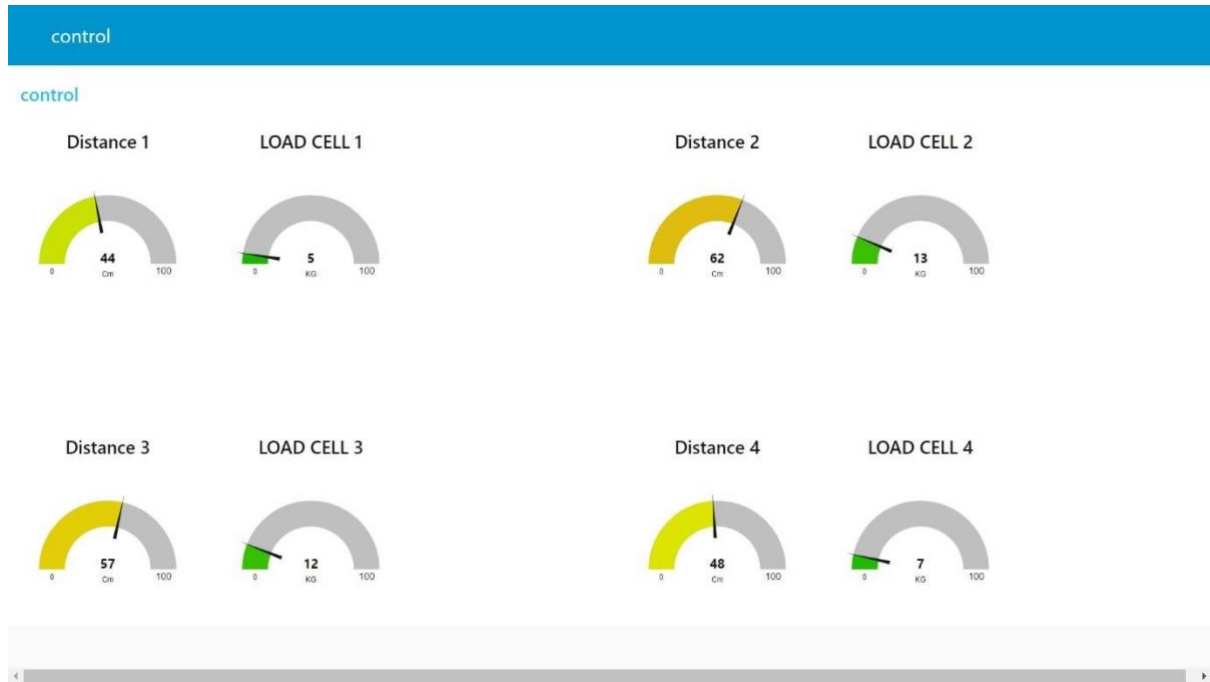 control
control
Distance 1
LOAD CELL 1
Distance 2
LOAD CELL 2
44
Cm
0
100
5
KG
0
100
62
Cm
0
100
13
KG
0
100
Distance 3
LOAD CELL 3
Distance 4
LOAD CELL 4
57
Cm
0
100
12
KG
0
100
48
Cm
0
100
7
KG
0
100